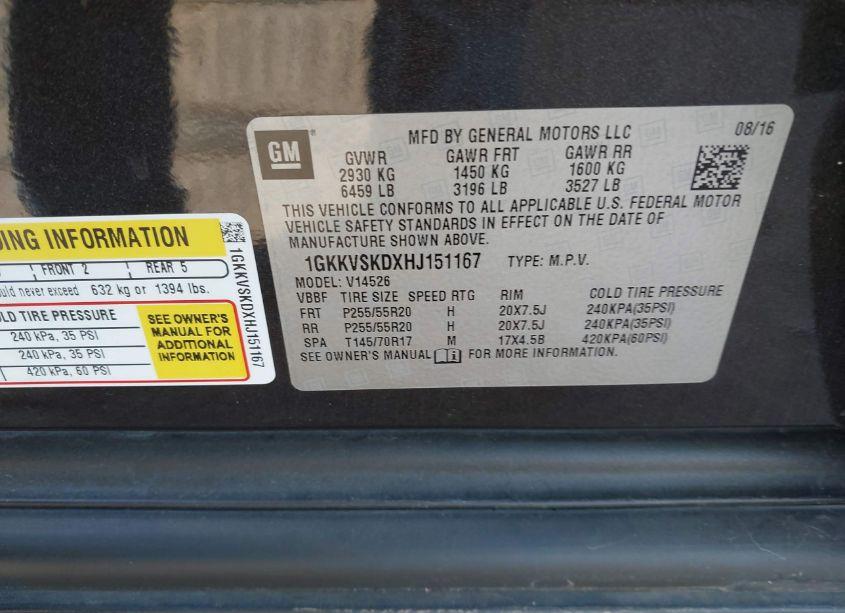 GM
MFD BY GENERAL MOTORS LLC 08/16
GVWR GAWR FRT GAWR RR
2930 KG 1450 KG 1600 KG
6459 LB 3196 LB 3527 LB
THIS VEHICLE CONFORMS TO ALL APPLICABLE U.S. FEDERAL MOTOR
VEHICLE SAFETY STANDARDS IN EFFECT ON THE DATE OF
MANUFACTURE SHOWN ABOVE.
1GKKVSKDXHJ151167 TYPE: M.P.V.
MODEL: V14526
VBBF TIRE SIZE SPEED RTG RIM COLD TIRE PRESSURE
FRT P255/55R20 H 20X7.5J 240KPA(35PSI)
RR P255/55R20 H 20X7.5J 240KPA(35PSI)
SPA T145/70R17 M 17X4.5B 420KPA(60PSI)
SEE OWNER'S MANUAL FOR MORE INFORMATION.
DING INFORMATION
FRONT 2 REAR 5
ould never exceed 632 kg or 1394 lbs.
OLD TIRE PRESSURE
240 kPa, 35 PSI
240 kPa, 35 PSI
420 kPa, 60 PSI
SEE OWNER'S
MANUAL FOR
ADDITIONAL
INFORMATION
1GKKVSKDXHJ151167